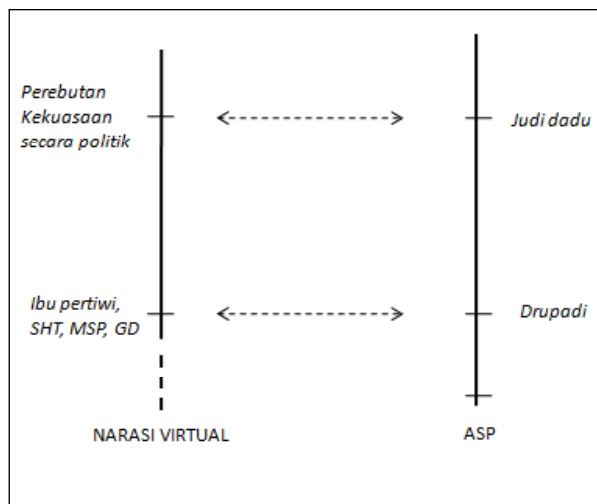 Perebutan
Kekuasaan
secara politik
Judi dadu
Ibu pertiwi,
SHT, MSP, GD
Drupadi
NARASI VIRTUAL
ASP